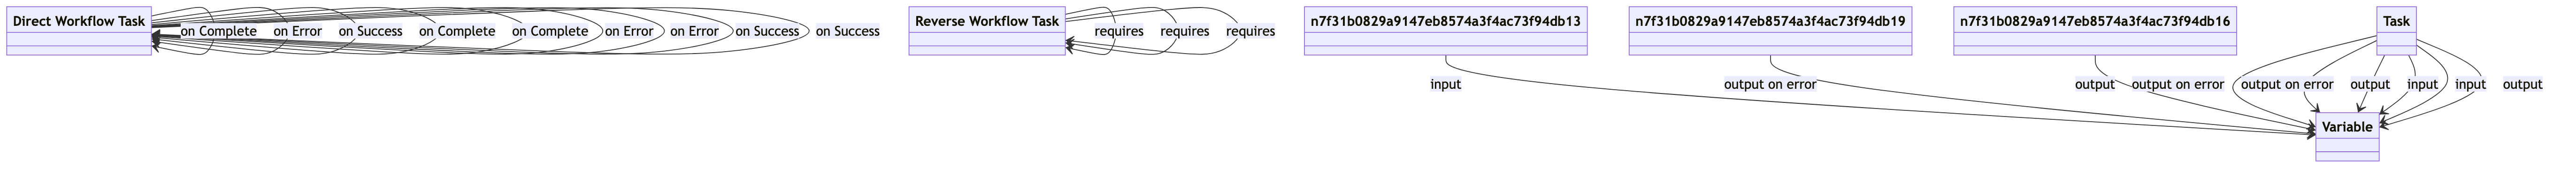 Direct Workflow Task
on Complete
on Error
on Success
on Complete
on Complete
on Error
on Error
on Success
on Success
Reverse Workflow Task
requires
requires
requires
n7f31b0829a9147eb8574a3f4ac73f94db13
n7f31b0829a9147eb8574a3f4ac73f94db19
n7f31b0829a9147eb8574a3f4ac73f94db16
Task
input
output on error
output
output on error
output on error
output
input
input
output
Variable